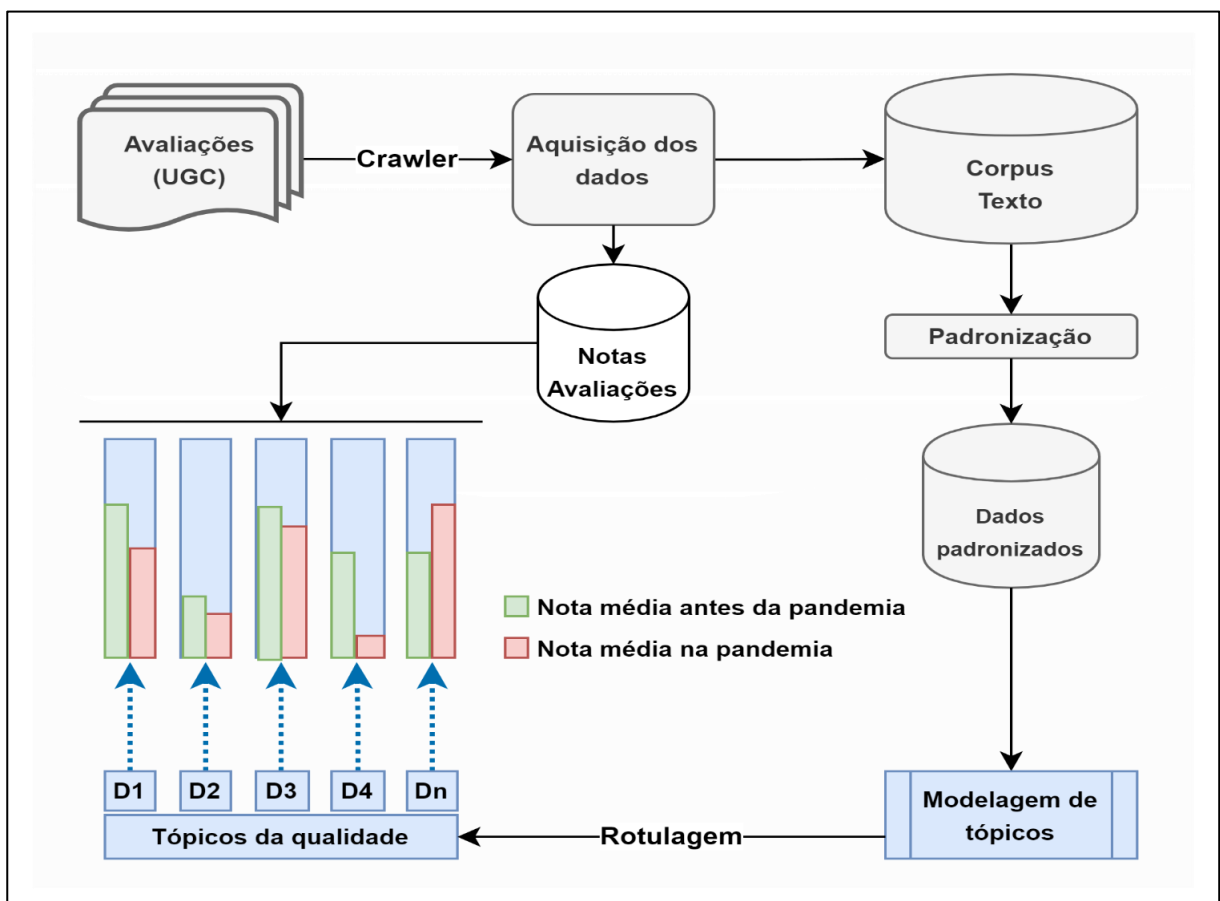 Avaliações
(UGC)
Crawler
Aquisição dos
dados
Corpus
Texto
Notas
Avaliações
Padronização
Dados
padronizados
Nota média antes da pandemia
Nota média na pandemia
D1
D2
D3
D4
Dn
Tópicos da qualidade
Rotulagem
Modelagem de
tópicos